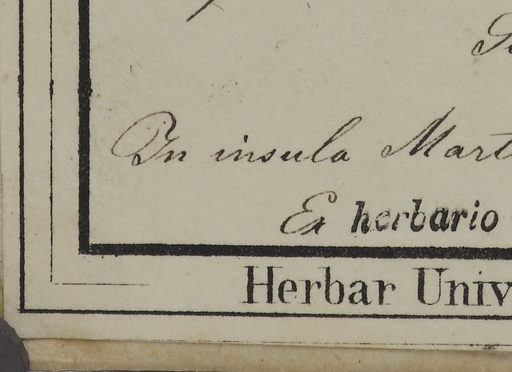 In insula Mart
Ex herbario
Herbar Univ